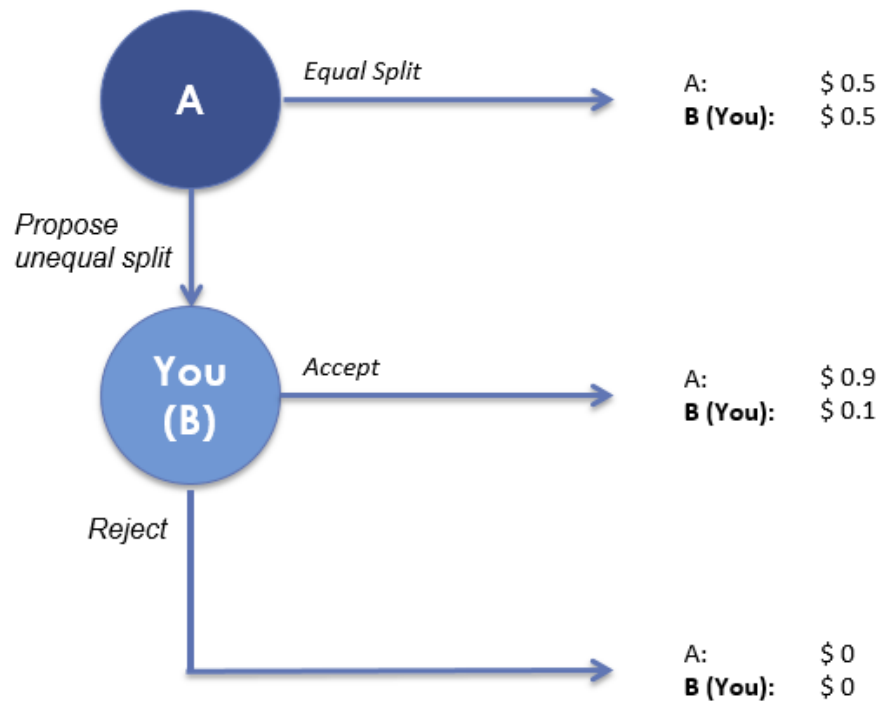 A
Equal Split
A: $ 0.5
B (You): $ 0.5
Propose
unequal split
You
(B)
Accept
A: $ 0.9
B (You): $ 0.1
Reject
A: $ 0
B (You): $ 0